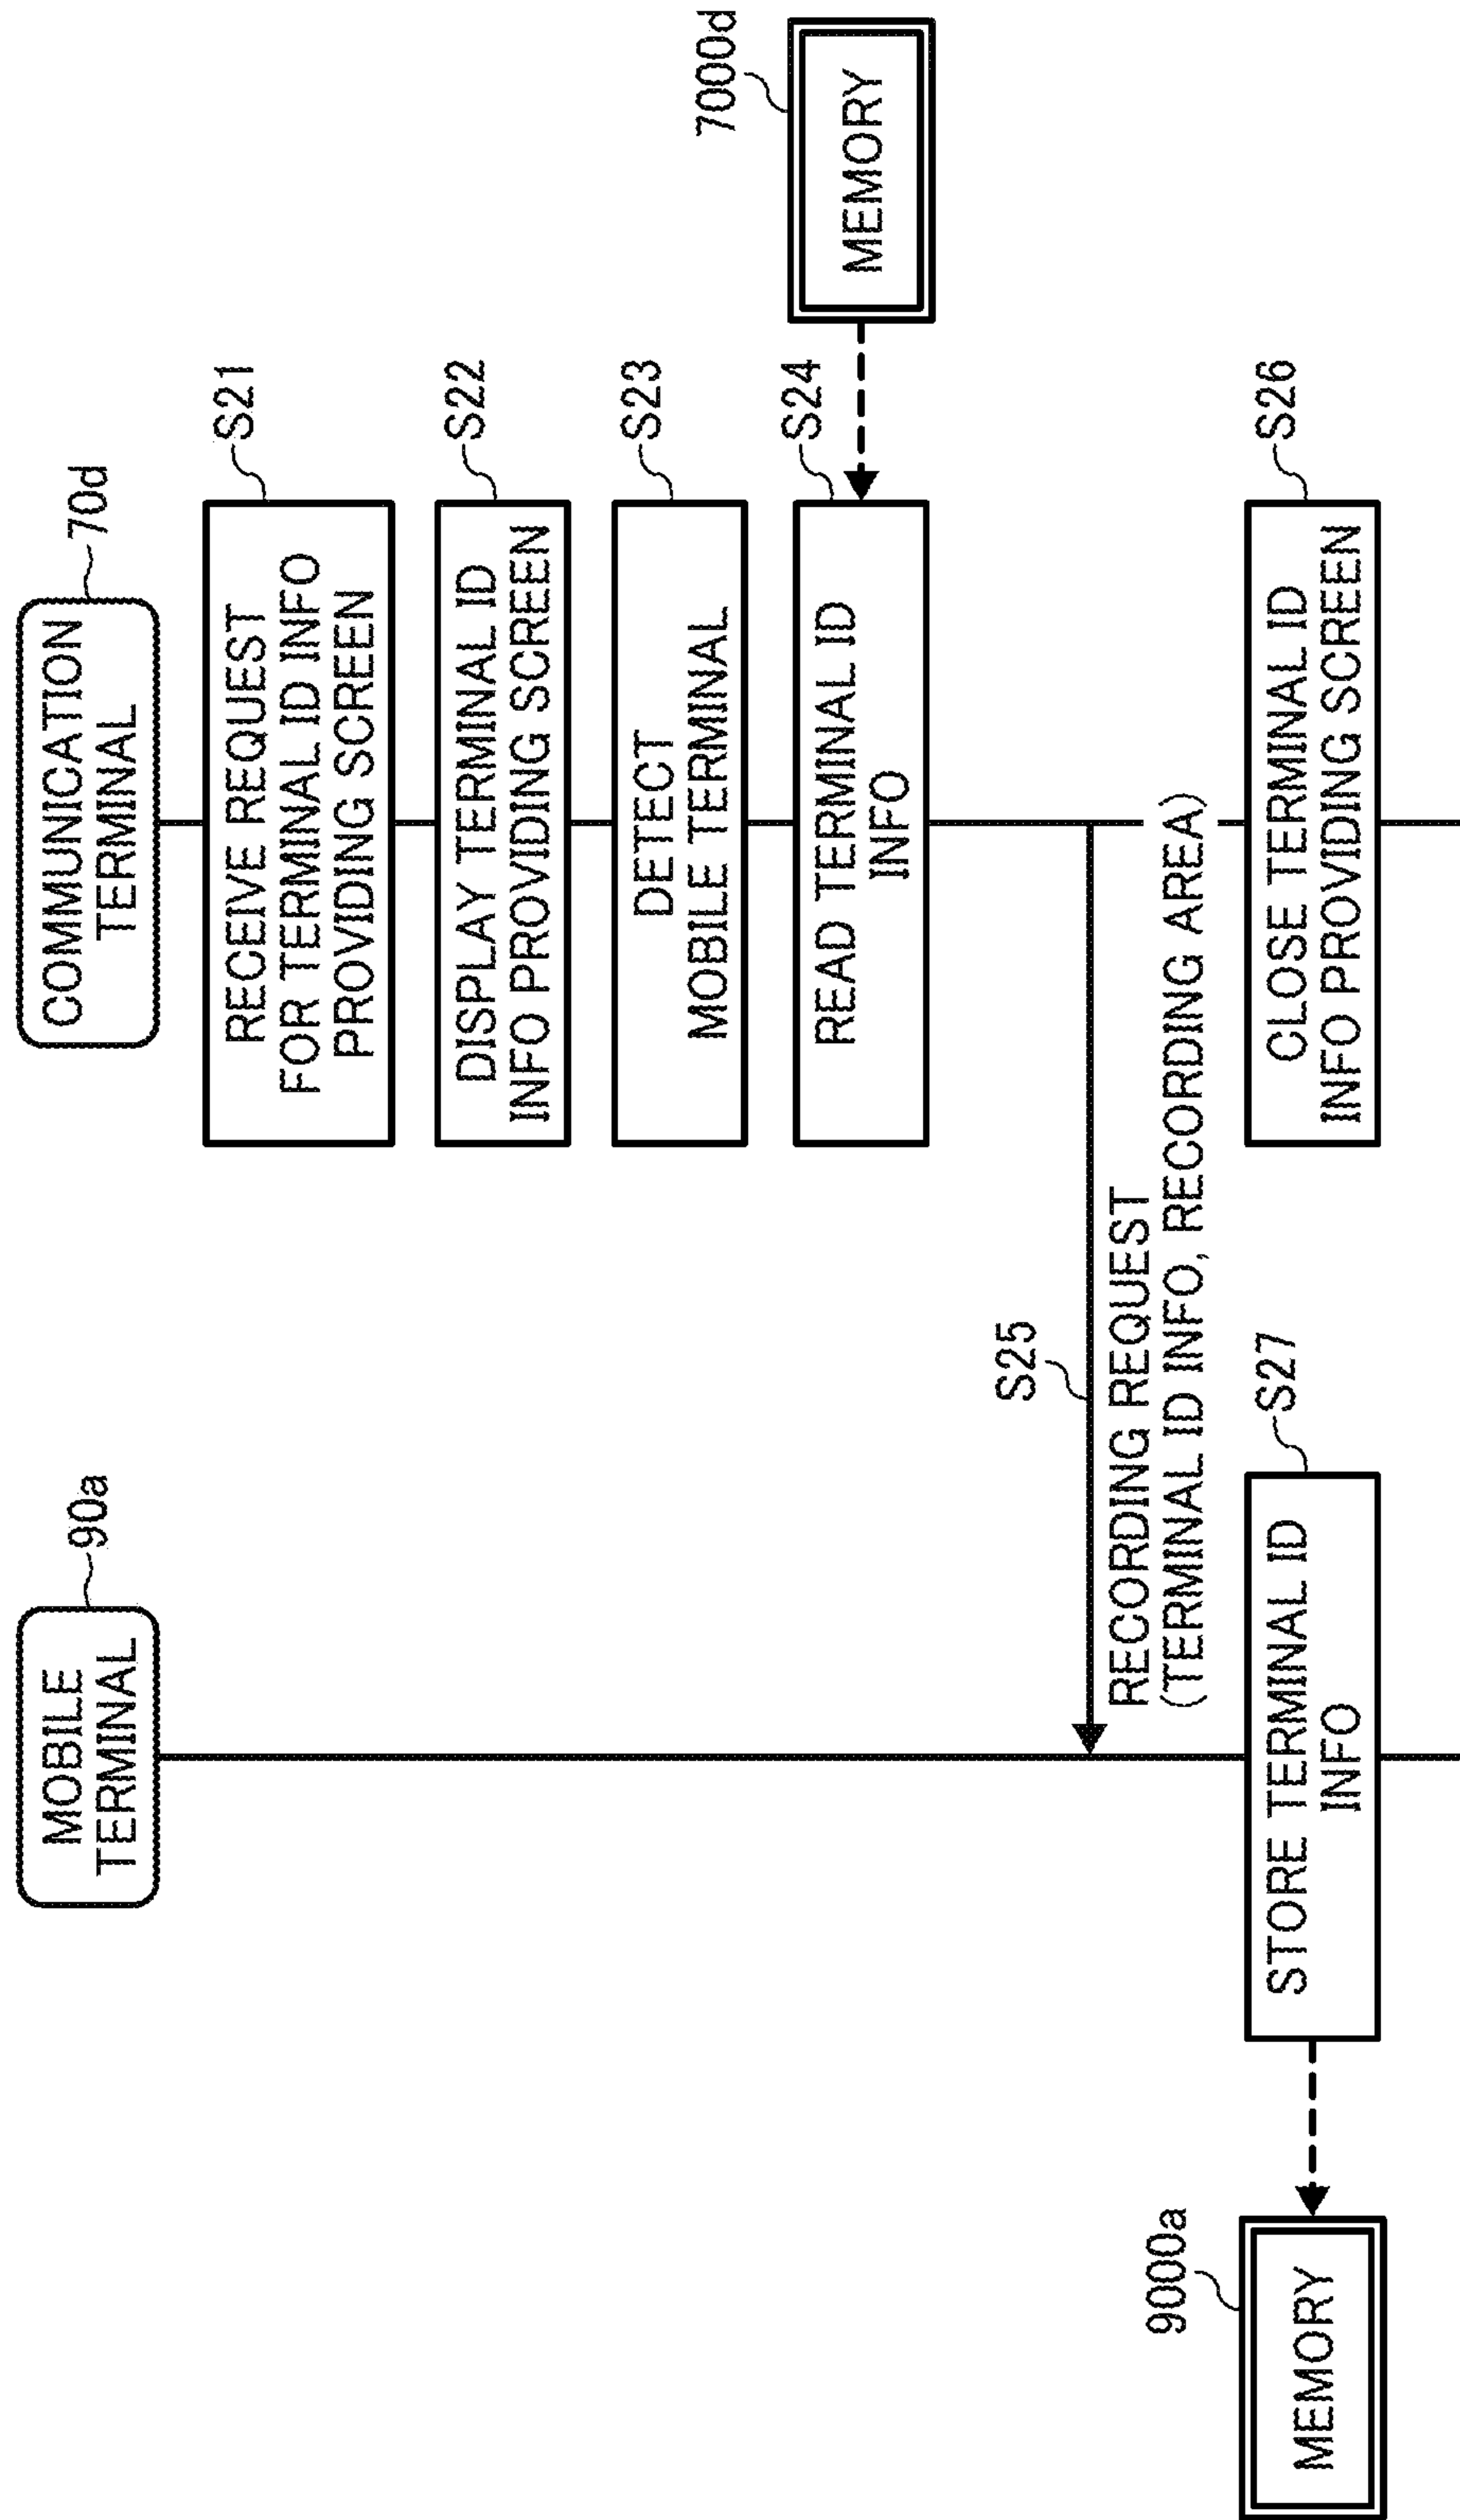 MOBILE
TERMINAL
90a
COMMUNICATION
TERMINAL
70d
RECEIVE REQUEST
FOR TERMINAL ID INFO
PROVIDING SCREEN
S21
DISPLAY TERMINAL ID
INFO PROVIDING SCREEN
S22
DETECT
MOBILE TERMINAL
S23
READ TERMINAL ID
INFO
S24
7000d
MEMORY
S25
RECORDING REQUEST
(TERMINAL ID INFO, RECORDING AREA)
9000a
MEMORY
STORE TERMINAL ID
INFO
S27
CLOSE TERMINAL ID
INFO PROVIDING SCREEN
S26